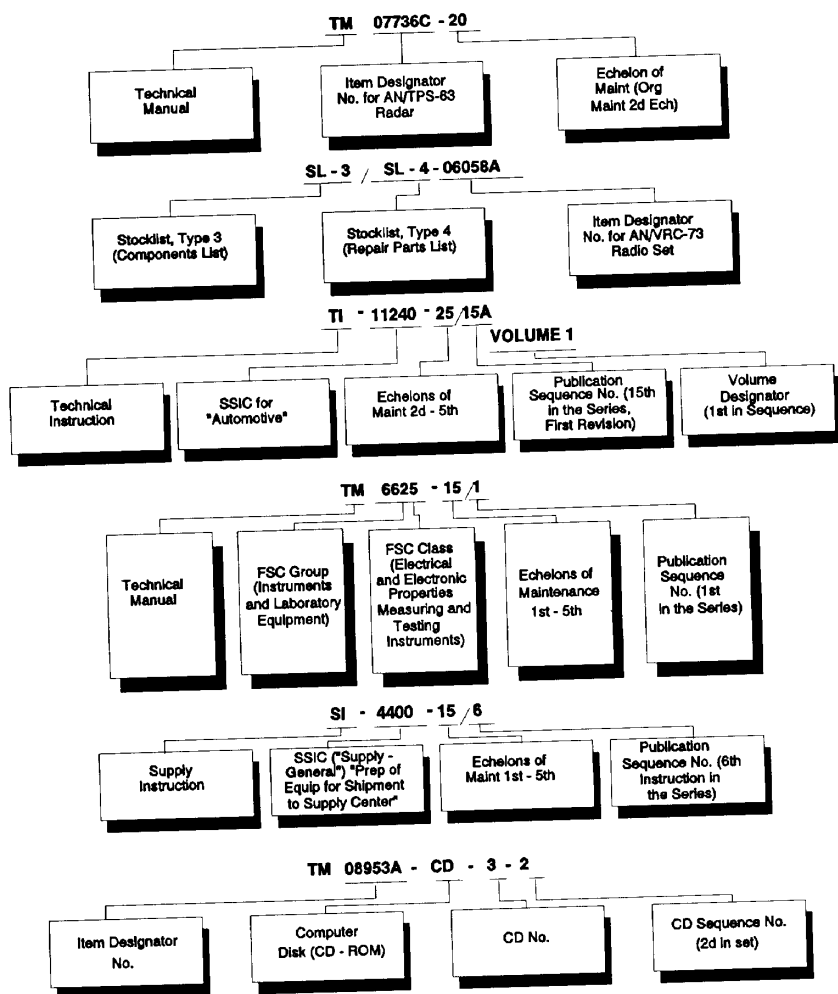 TM 07736C - 20
Technical
Manual
Item Designator
No. for AN/TPS-63
Radar
Echelon of
Maint (Org
Maint 2d Ech)
SL - 3 / SL - 4 - 06058A
Stocklist, Type 3
(Components List)
Stocklist, Type 4
(Repair Parts List)
Item Designator
No. for AN/VRC-73
Radio Set
TI - 11240 - 25/15A
VOLUME 1
Technical
Instruction
SSIC for
"Automotive"
Echelons of
Maint 2d - 5th
Publication
Sequence No. (15th
in the Series,
First Revision)
Volume
Designator
(1st in Sequence)
TM 6625 - 15/1
Technical
Manual
FSC Group
(Instruments
and Laboratory
Equipment)
FSC Class
(Electrical
and Electronic
Properties
Measuring and
Testing
Instruments)
Echelons of
Maintenance
1st - 5th
Publication
Sequence
No. (1st
in the Series)
SI - 4400 - 15/6
Supply
Instruction
SSIC ("Supply -
General") "Prep of
Equip for Shipment
to Supply Center"
Echelons of
Maint 1st - 5th
Publication
Sequence No. (6th
Instruction in
the Series)
TM 08953A - CD - 3 - 2
Item Designator
No.
Computer
Disk (CD - ROM)
CD No.
CD Sequence No.
(2d in set)